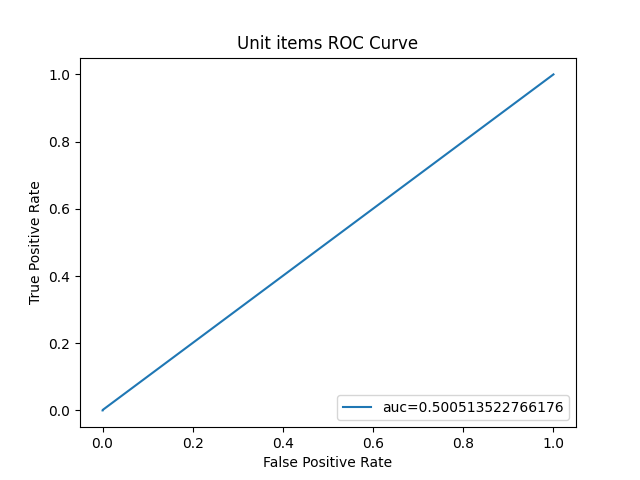 Unit items ROC Curve
True Positive Rate
1.0
0.8
0.6
0.4
0.2
0.0
auc=0.500513522766176
0.0 0.2 0.4 0.6 0.8 1.0
False Positive Rate